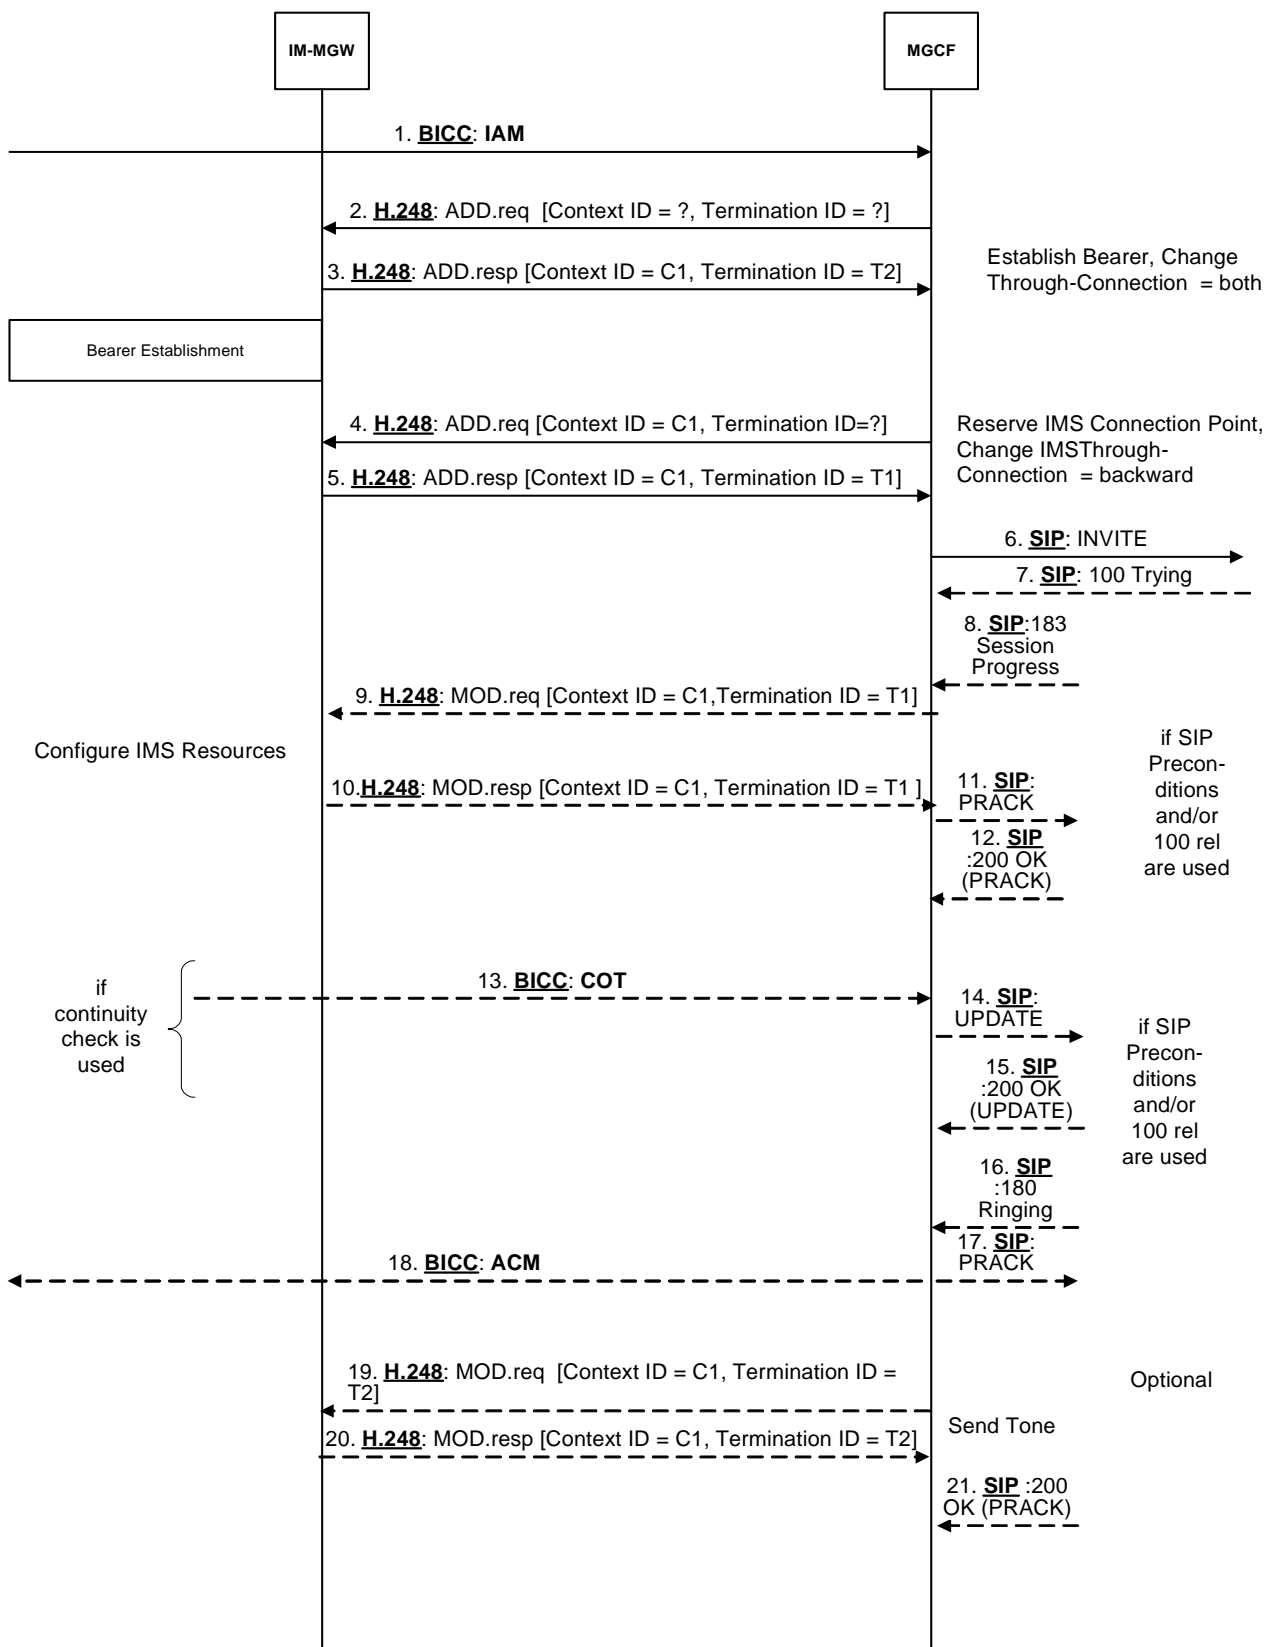 IM-MGW
MGCF
1. BICC: IAM
2. H.248: ADD.req [Context ID = ?, Termination ID = ?]
3. H.248: ADD.resp [Context ID = C1, Termination ID = T2]
Establish Bearer, Change
Through-Connection = both
Bearer Establishment
4. H.248: ADD.req [Context ID = C1, Termination ID=?]
5. H.248: ADD.resp [Context ID = C1, Termination ID = T1]
Reserve IMS Connection Point,
Change IMSThrough-
Connection = backward
6. SIP: INVITE
7. SIP: 100 Trying
8. SIP:183
Session
Progress
9. H.248: MOD.req [Context ID = C1,Termination ID = T1]
Configure IMS Resources
10.H.248: MOD.resp [Context ID = C1, Termination ID = T1 ]
11. SIP:
PRACK
12. SIP
:200 OK
(PRACK)
if SIP
Precon-
ditions
and/or
100 rel
are used
if
continuity
check is
used
13. BICC: COT
14. SIP:
UPDATE
15. SIP
:200 OK
(UPDATE)
if SIP
Precon-
ditions
and/or
100 rel
are used
16. SIP
:180
Ringing
17. SIP:
PRACK
18. BICC: ACM
19. H.248: MOD.req [Context ID = C1, Termination ID =
T2]
Optional
20. H.248: MOD.resp [Context ID = C1, Termination ID = T2]
Send Tone
21. SIP :200
OK (PRACK)